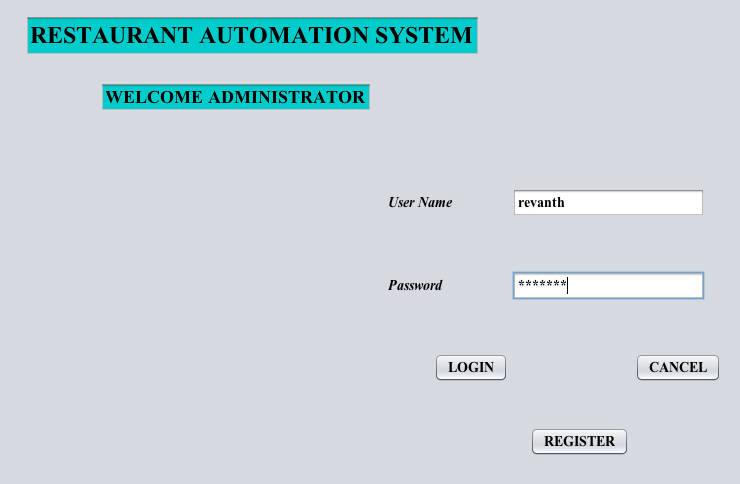 RESTAURANT AUTOMATION SYSTEM
WELCOME ADMINISTRATOR
User Name revanth
Password *******
LOGIN CANCEL
REGISTER